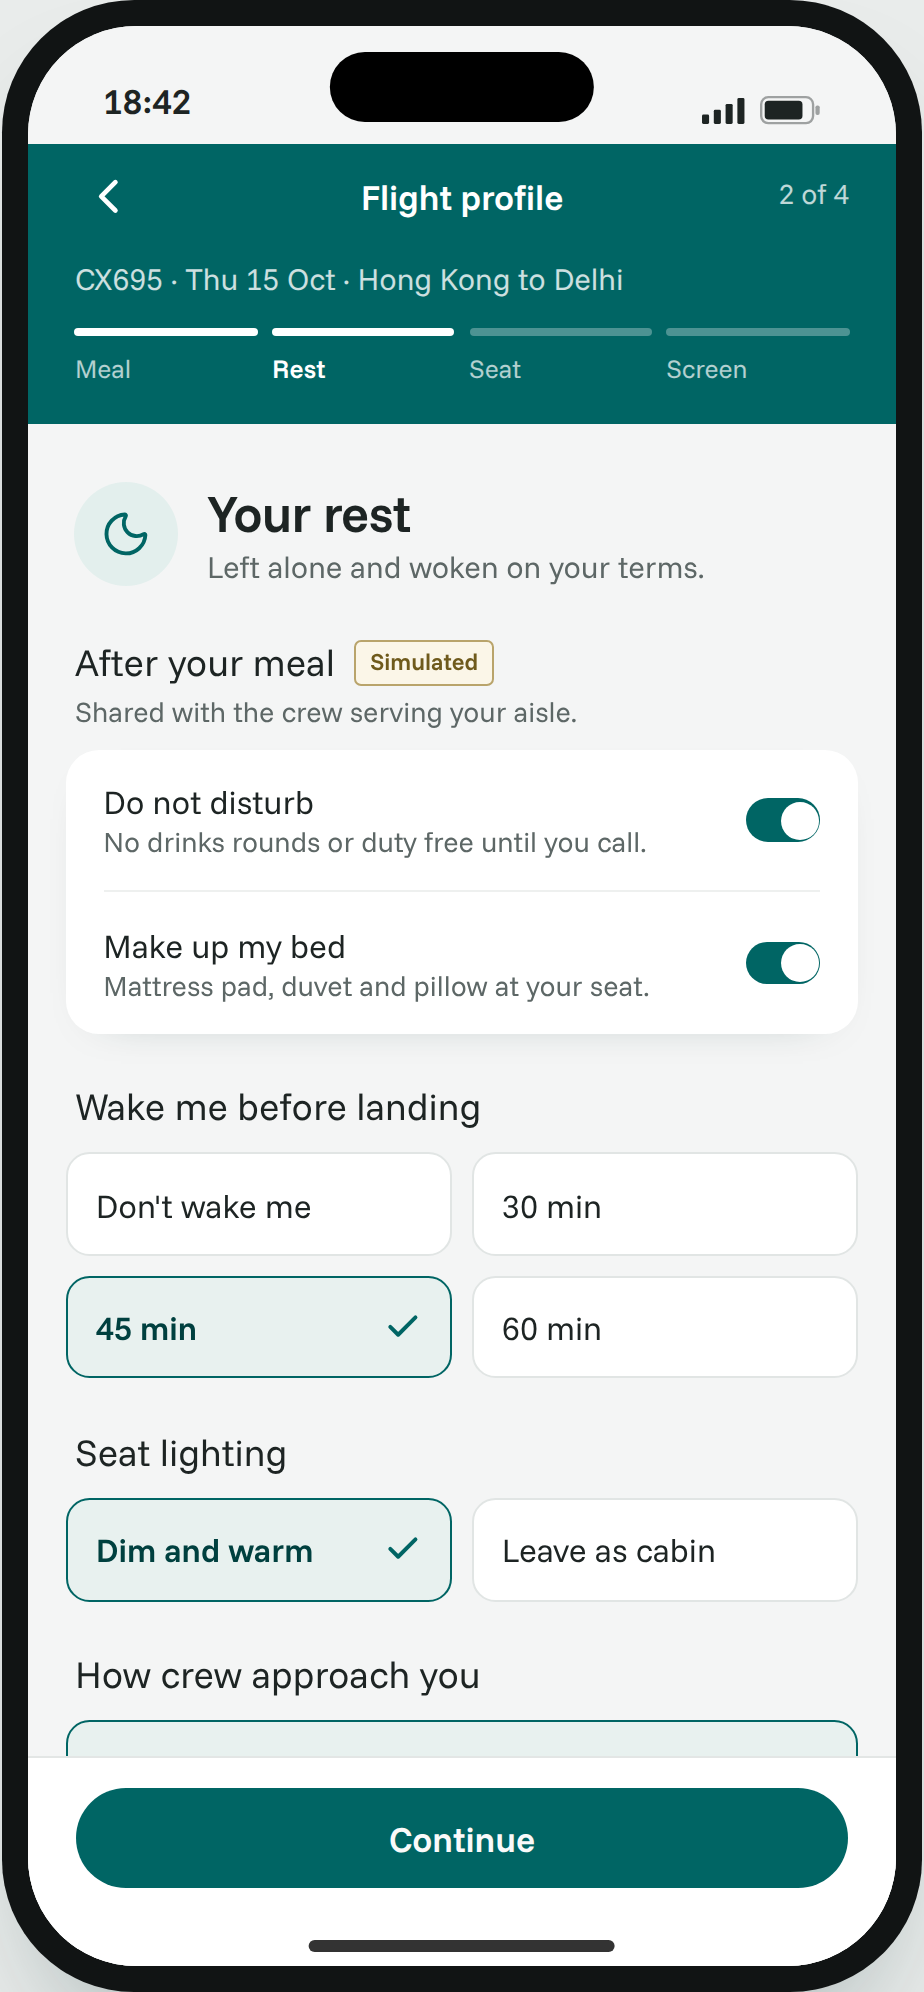 18:42
Flight profile
2 of 4
CX695 · Thu 15 Oct · Hong Kong to Delhi
Meal
Rest
Seat
Screen
Your rest
Left alone and woken on your terms.
After your meal
Simulated
Shared with the crew serving your aisle.
Do not disturb
No drinks rounds or duty free until you call.
Make up my bed
Mattress pad, duvet and pillow at your seat.
Wake me before landing
Don't wake me
30 min
45 min
60 min
Seat lighting
Dim and warm
Leave as cabin
How crew approach you
Continue